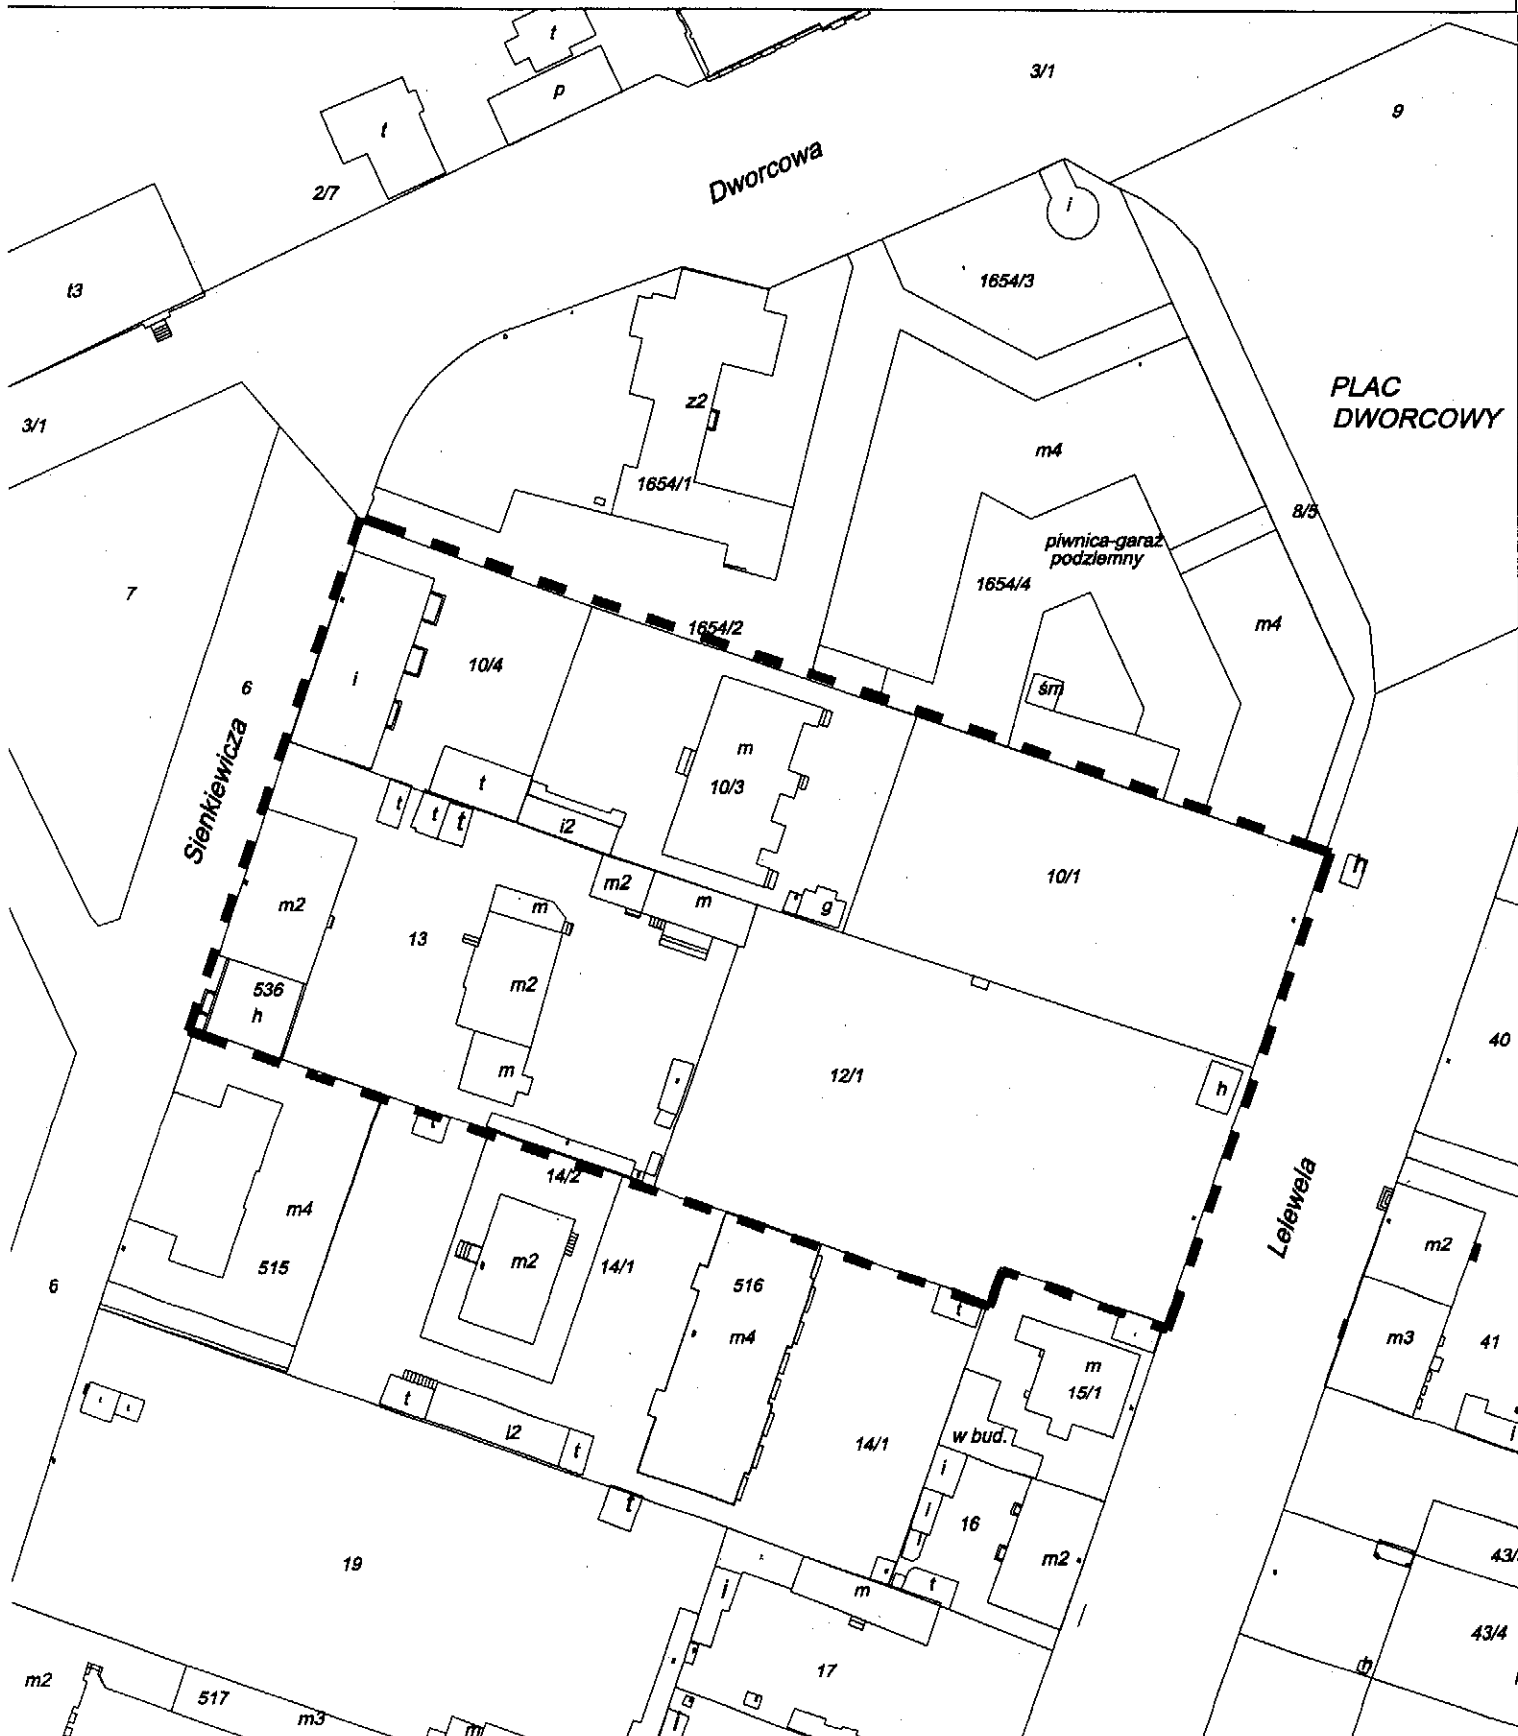 t
p
3/1
9
t
Dworcowa
2/7
i
t3
1654/3
PLAC
DWORCOWY
z2
3/1
m4
1654/1
8/5
piwnica-garaż
podziemny
1654/4
7
m4
1654/2
10/4
i
6
śm
m
Sienkiewicza
t
10/3
t
t
t
i2
h
10/1
m2
m
m2
m
g
13
m2
536
h
40
12/1
m
h
t
14/2
Lelewela
m4
m2
m2
14/1
515
6
516
t
m4
m3
41
m
15/1
t
i2
t
14/1
w bud.
i
i
t
16
19
m2
43/
t
i
m
43/4
17
h
m2
517
m3
m
i